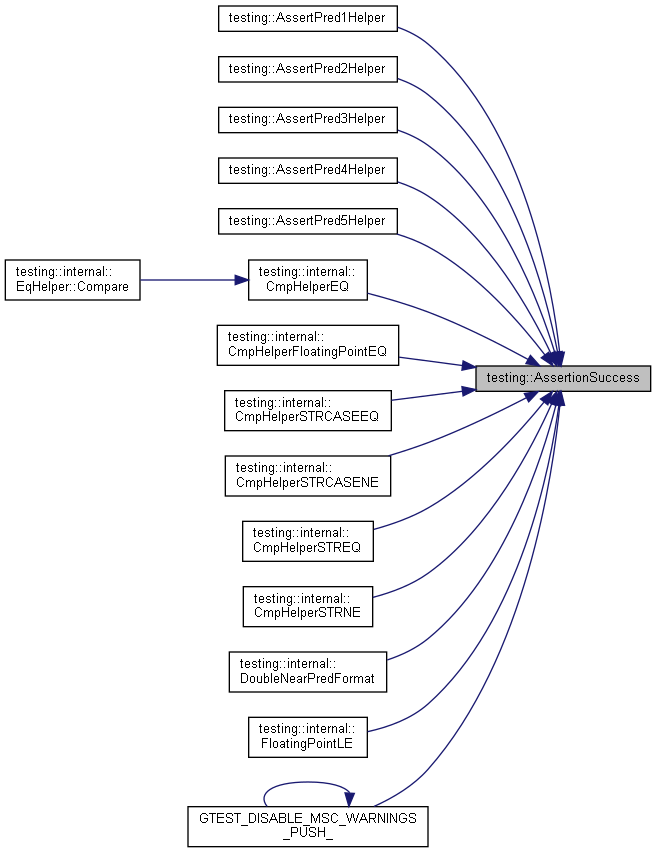 testing::AssertPred1Helper
testing::AssertPred2Helper
testing::AssertPred3Helper
testing::AssertPred4Helper
testing::AssertPred5Helper
testing::internal::
EqHelper::Compare
testing::internal::
CmpHelperEQ
testing::internal::
CmpHelperFloatingPointEQ
testing::AssertionSuccess
testing::internal::
CmpHelperSTRCASEEQ
testing::internal::
CmpHelperSTRCASENE
testing::internal::
CmpHelperSTREQ
testing::internal::
CmpHelperSTRNE
testing::internal::
DoubleNearPredFormat
testing::internal::
FloatingPointLE
GTEST_DISABLE_MSC_WARNINGS
_PUSH_